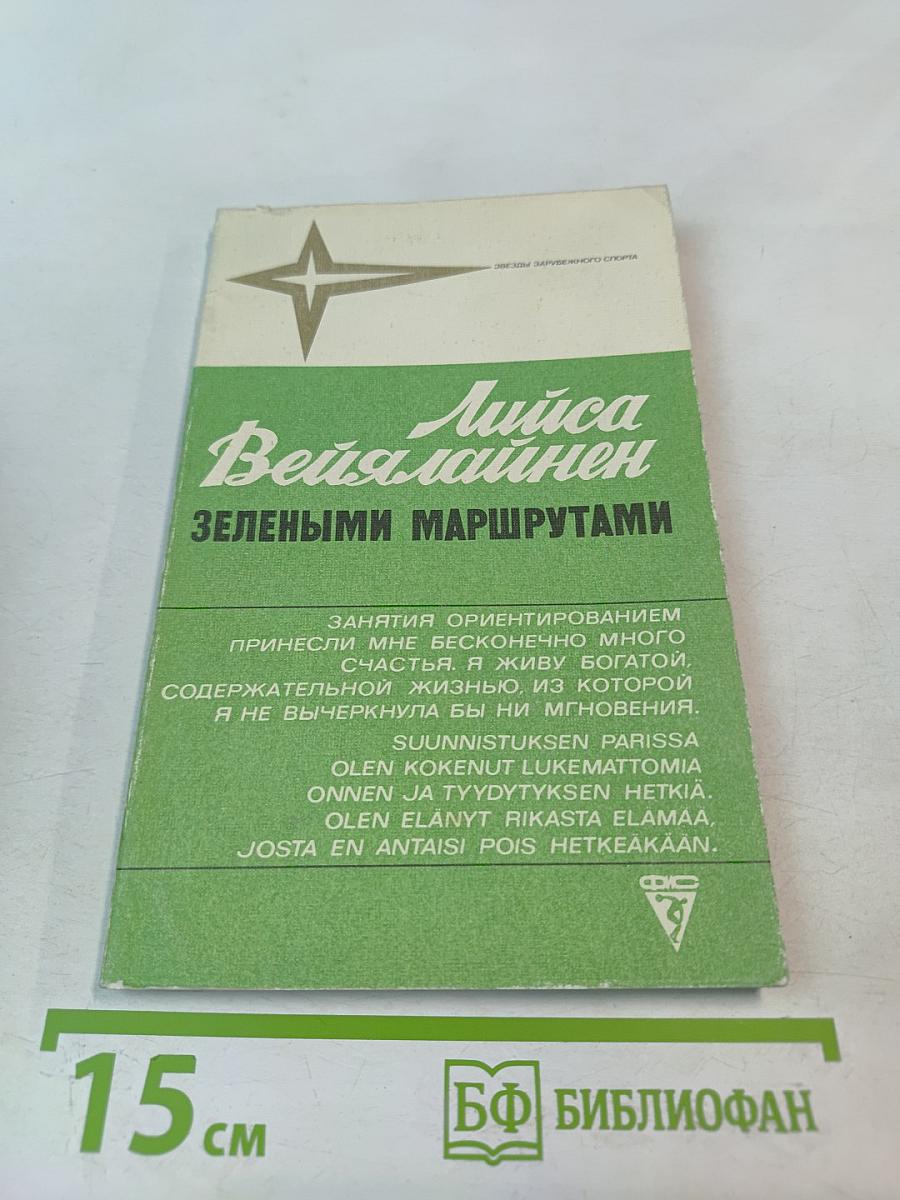 ЗВЕЗДЫ ЗАРУБЕЖНОГО СПОРТА
Лийса
Вейялайнен
ЗЕЛЕНЫМИ МАРШРУТАМИ
ЗАНЯТИЯ ОРИЕНТИРОВАНИЕМ
ПРИНЕСЛИ МНЕ БЕСКОНЕЧНО МНОГО
СЧАСТЬЯ. Я ЖИВУ БОГАТОЙ,
СОДЕРЖАТЕЛЬНОЙ ЖИЗНЬЮ, ИЗ КОТОРОЙ
Я НЕ ВЫЧЕРКНУЛА БЫ НИ МГНОВЕНИЯ.
SUUNNISTUKSEN PARISSA
OLEN KOKENUT LUKEMATTOMIA
ONNEN JA TYYDYTYKSEN HETKIÄ.
OLEN ELÄNYT RIKASTA ELÄMÄÄ,
JOSTA EN ANTAISI POIS HETKEÄKÄÄN.
ФИС
15 см
БФ БИБЛИОФАН